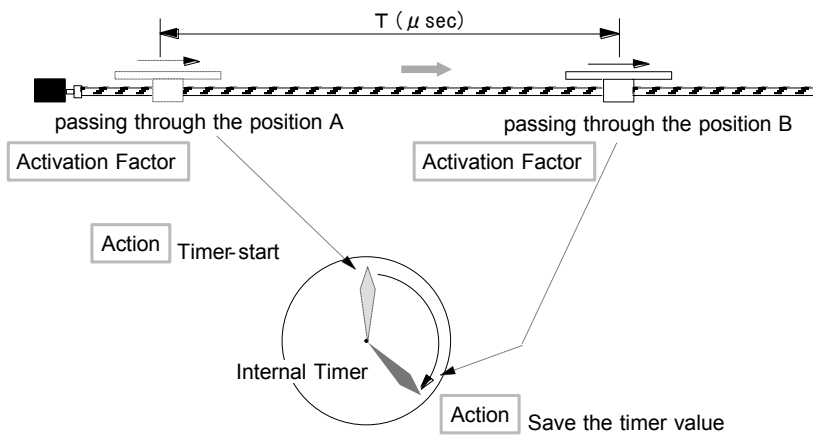 T ( μ sec)
passing through the position A
passing through the position B
Activation Factor
Activation Factor
Action
Timer-start
Internal Timer
Action
Save the timer value